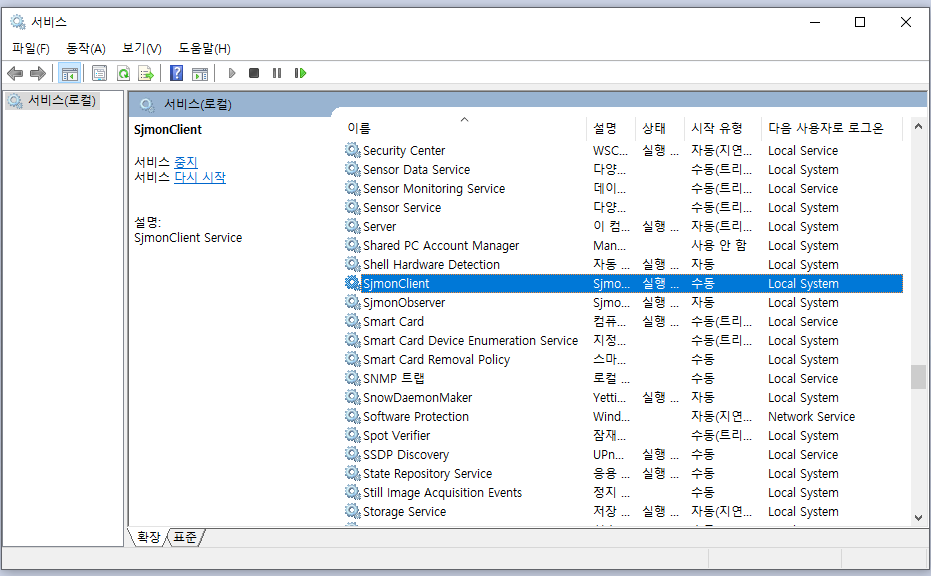 서비스
파일(F) 동작(A) 보기(V) 도움말(H)
서비스(로컬)
서비스(로컬)
SjmonClient
서비스 중지
서비스 다시 시작
설명:
SjmonClient Service
이름 설명 상태 시작 유형 다음 사용자로 로그온
Security Center WSC... 실행 ... 자동(지연... Local Service
Sensor Data Service 다양... 수동(트리... Local System
Sensor Monitoring Service 데이... 수동(트리... Local Service
Sensor Service 다양... 수동(트리... Local System
Server 이 컴... 실행 ... 자동(트리... Local System
Shared PC Account Manager Man... 사용 안 함 Local System
Shell Hardware Detection 자동 ... 실행 ... 자동 Local System
SjmonClient Sjmo... 실행 ... 수동 Local System
SjmonObserver Sjmo... 실행 ... 자동 Local System
Smart Card 컴퓨... 실행 ... 수동(트리... Local Service
Smart Card Device Enumeration Service 지정... 수동(트리... Local System
Smart Card Removal Policy 스마... 수동 Local System
SNMP 트랩 로컬 ... 수동 Local Service
SnowDaemonMaker Yetti... 실행 ... 자동 Local System
Software Protection Wind... 자동(지연... Network Service
Spot Verifier 잠재... 수동(트리... Local System
SSDP Discovery UPn... 실행 ... 수동 Local Service
State Repository Service 응용 ... 실행 ... 수동 Local System
Still Image Acquisition Events 정지 ... 수동 Local System
Storage Service 저장 ... 실행 ... 자동(지연... Local System
확장 표준